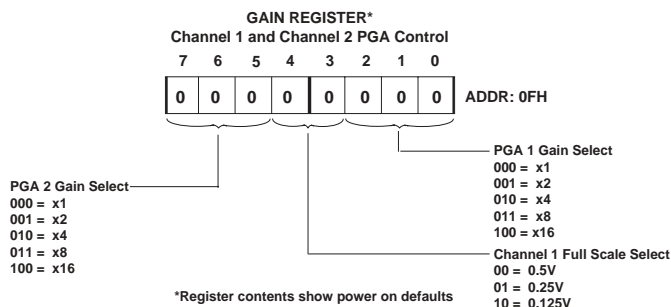 GAIN REGISTER*
Channel 1 and Channel 2 PGA Control
7 6 5 4 3 2 1 0
0 0 0 0 0 0 0 0 ADDR: 0FH
PGA 1 Gain Select
000 = x1
001 = x2
010 = x4
011 = x8
100 = x16
PGA 2 Gain Select
000 = x1
001 = x2
010 = x4
011 = x8
100 = x16
Channel 1 Full Scale Select
00 = 0.5V
01 = 0.25V
10 = 0.125V
*Register contents show power on defaults